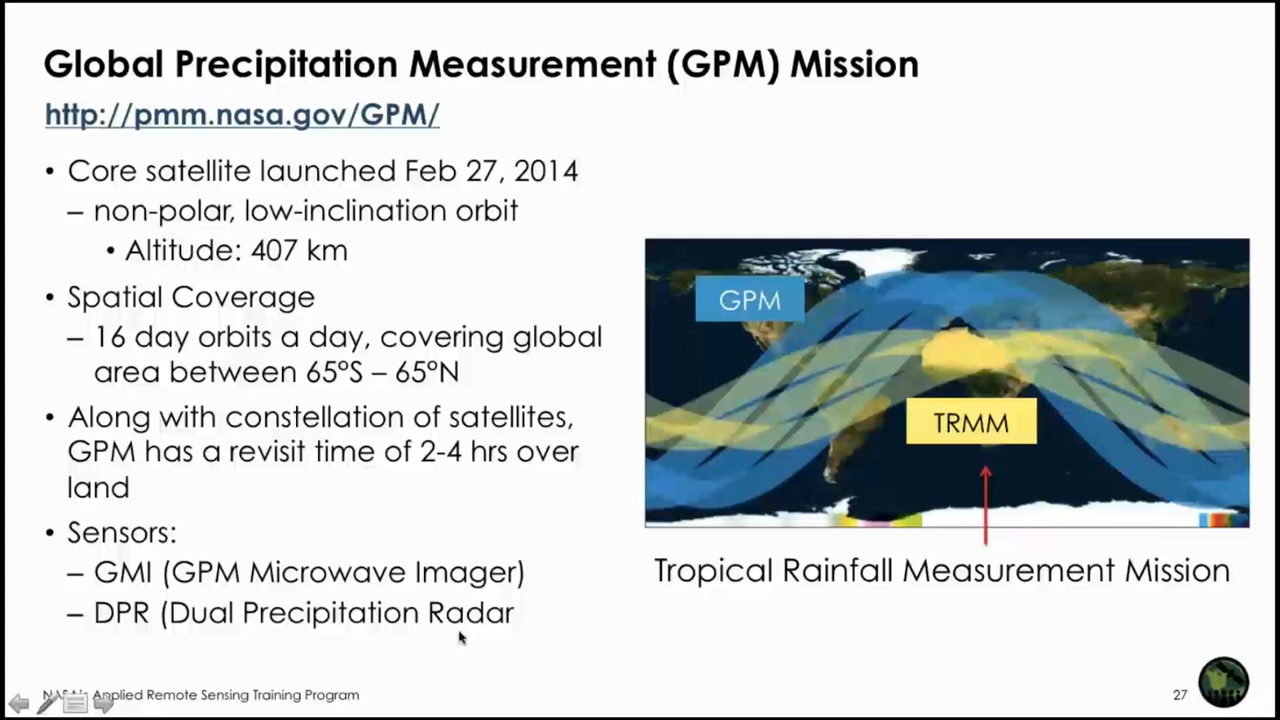 Global Precipitation Measurement (GPM) Mission
http://pmm.nasa.gov/GPM/
• Core satellite launched Feb 27, 2014
– non-polar, low-inclination orbit
• Altitude: 407 km
• Spatial Coverage
– 16 day orbits a day, covering global
area between 65°S – 65°N
• Along with constellation of satellites,
GPM has a revisit time of 2-4 hrs over
land
• Sensors:
– GMI (GPM Microwave Imager)
– DPR (Dual Precipitation Radar
GPM
TRMM
Tropical Rainfall Measurement Mission
NASA's Applied Remote Sensing Training Program
27